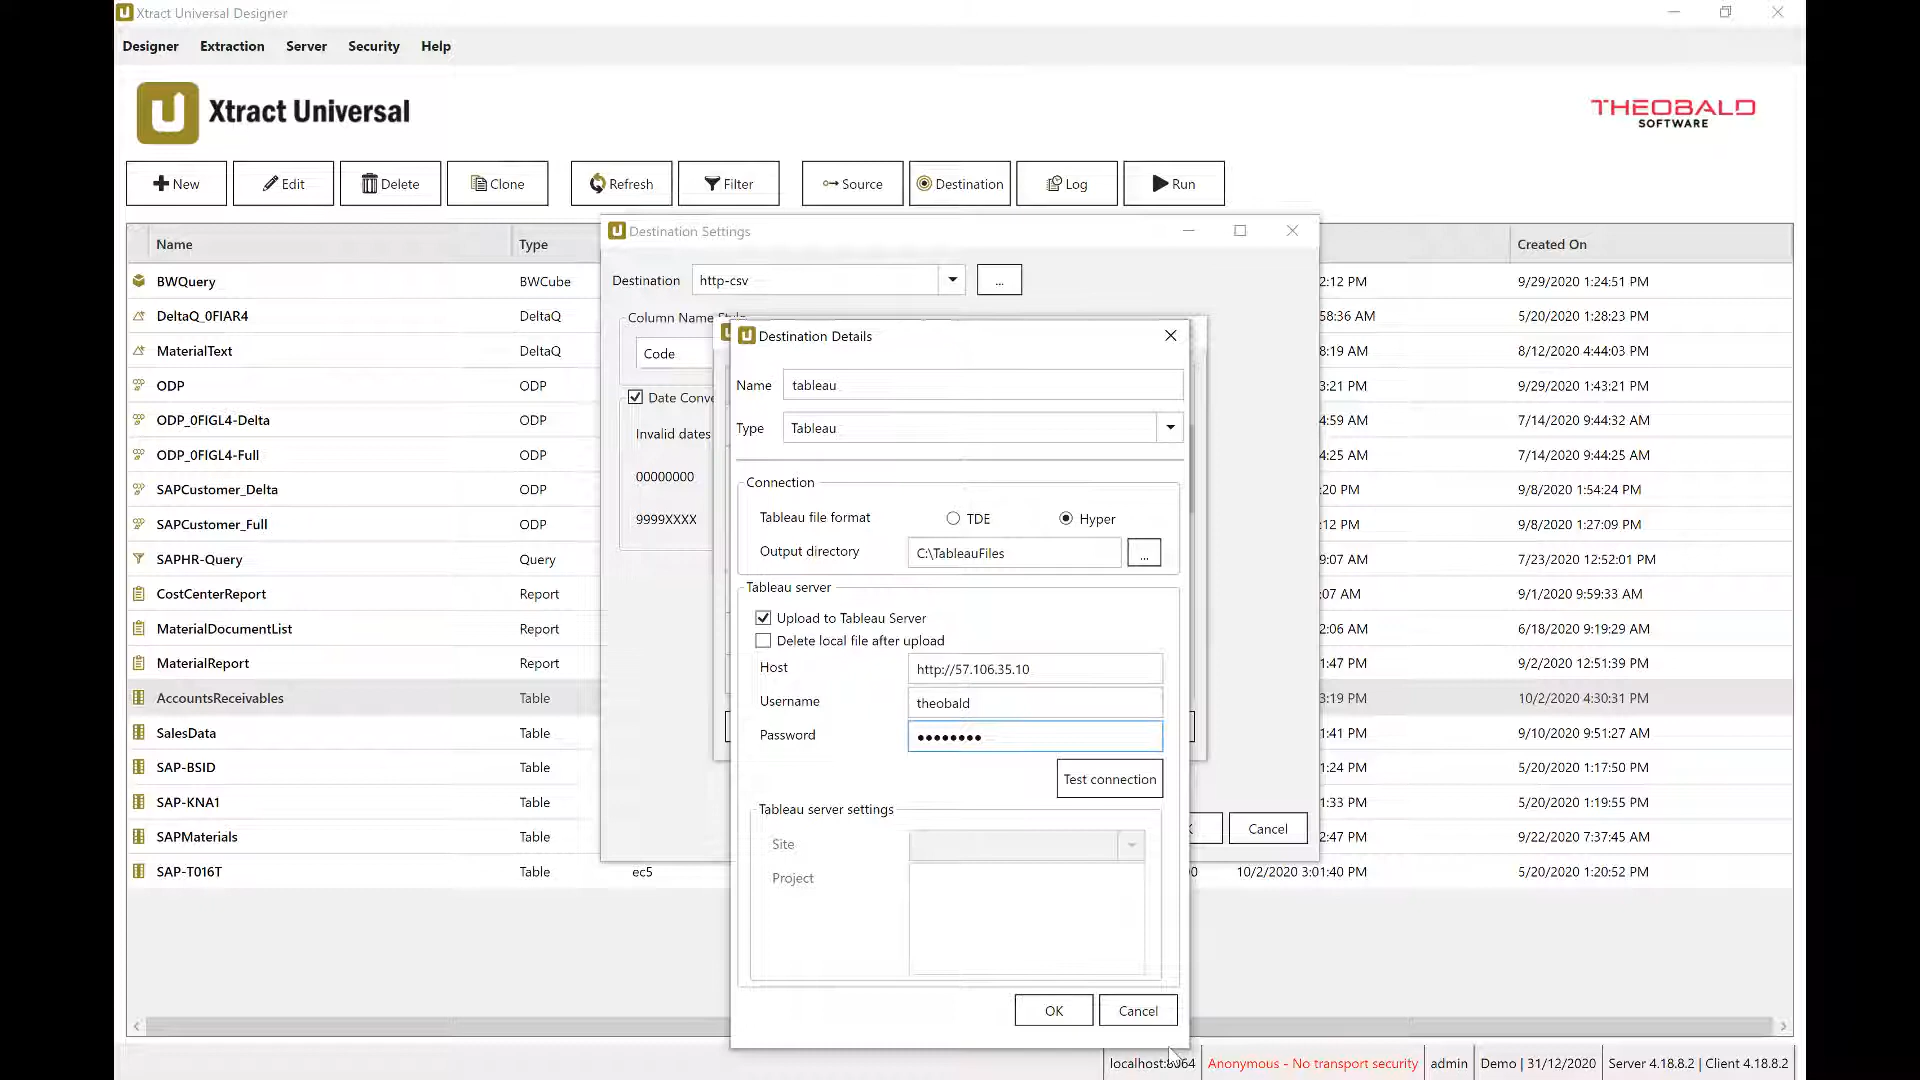 Xtract Universal Designer
Designer Extraction Server Security Help
Xtract Universal
THEOBALD
SOFTWARE
New Edit Delete Clone Refresh Filter Source Destination Log Run
Name Type Created On
BWQuery BWCube 2:12 PM 9/29/2020 1:24:51 PM
DeltaQ_0FIAR4 DeltaQ 58:36 AM 5/20/2020 1:28:23 PM
MaterialText DeltaQ 8:19 AM 8/12/2020 4:44:03 PM
ODP ODP 3:21 PM 9/29/2020 1:43:21 PM
ODP_0FIGL4-Delta ODP 4:59 AM 7/14/2020 9:44:32 AM
ODP_0FIGL4-Full ODP 4:25 AM 7/14/2020 9:44:25 AM
SAPCustomer_Delta ODP :20 PM 9/8/2020 1:54:24 PM
SAPCustomer_Full ODP :12 PM 9/8/2020 1:27:09 PM
SAPHR-Query Query 9:07 AM 7/23/2020 12:52:01 PM
CostCenterReport Report :07 AM 9/1/2020 9:59:33 AM
MaterialDocumentList Report 2:06 AM 6/18/2020 9:19:29 AM
MaterialReport Report 1:47 PM 9/2/2020 12:51:39 PM
AccountsReceivables Table 3:19 PM 10/2/2020 4:30:31 PM
SalesData Table 1:41 PM 9/10/2020 9:51:27 AM
SAP-BSID Table 1:24 PM 5/20/2020 1:17:50 PM
SAP-KNA1 Table 1:33 PM 5/20/2020 1:19:55 PM
SAPMaterials Table 2:47 PM 9/22/2020 7:37:45 AM
SAP-T016T Table ec5 10/2/2020 3:01:40 PM 5/20/2020 1:20:52 PM
Destination Settings
Destination http-csv ...
Column Name Style
Code
Date Conve
Invalid dates
00000000
9999XXXX
Cancel
Destination Details
Name tableau
Type Tableau
Connection
Tableau file format TDE Hyper
Output directory C:\TableauFiles ...
Tableau server
Upload to Tableau Server
Delete local file after upload
Host http://57.106.35.10
Username theobald
Password ●●●●●●●●
Test connection
Tableau server settings
Site
Project
OK Cancel
Anonymous - No transport security admin Demo | 31/12/2020 Server 4.18.8.2 | Client 4.18.8.2